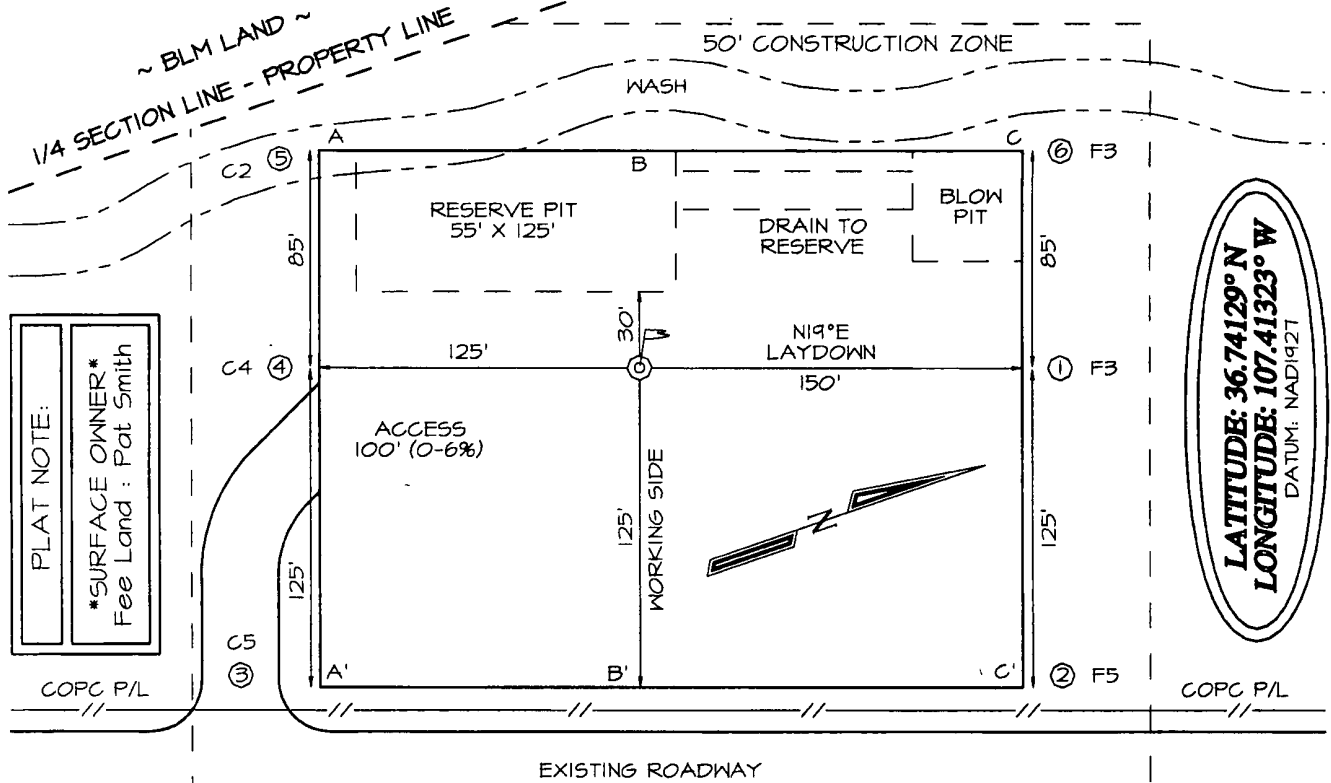 ~ BLM LAND ~
1/4 SECTION LINE - PROPERTY LINE
50' CONSTRUCTION ZONE
WASH
A
B
C
C2 5
6 F3
RESERVE PIT
55' X 125'
DRAIN TO
RESERVE
BLOW
PIT
85'
85'
30'
C4 4
125'
N19°E
LAYDOWN
150'
1 F3
ACCESS
100' (0-6%)
125'
125'
WORKING SIDE
125'
N
C5
3
A'
B'
C'
2 F5
COPC P/L
COPC P/L
EXISTING ROADWAY
PLAT NOTE:
*SURFACE OWNER*
Fee Land : Pat Smith
LATITUDE: 36.74129° N
LONGITUDE: 107.41323° W
DATUM: NAD1927